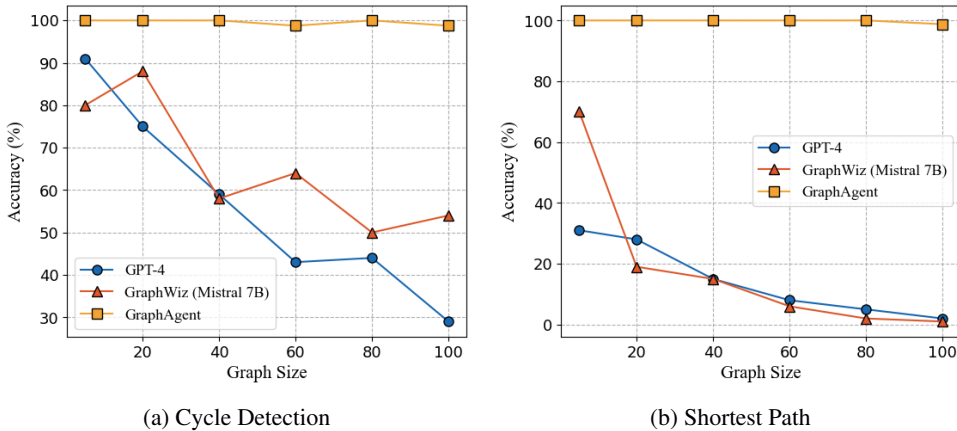 100
90
80
70
60
50
40
30
Accuracy (%)
20 40 60 80 100
Graph Size
GPT-4
GraphWiz (Mistral 7B)
GraphAgent
(a) Cycle Detection
100
80
60
40
20
0
Accuracy (%)
20 40 60 80 100
Graph Size
GPT-4
GraphWiz (Mistral 7B)
GraphAgent
(b) Shortest Path